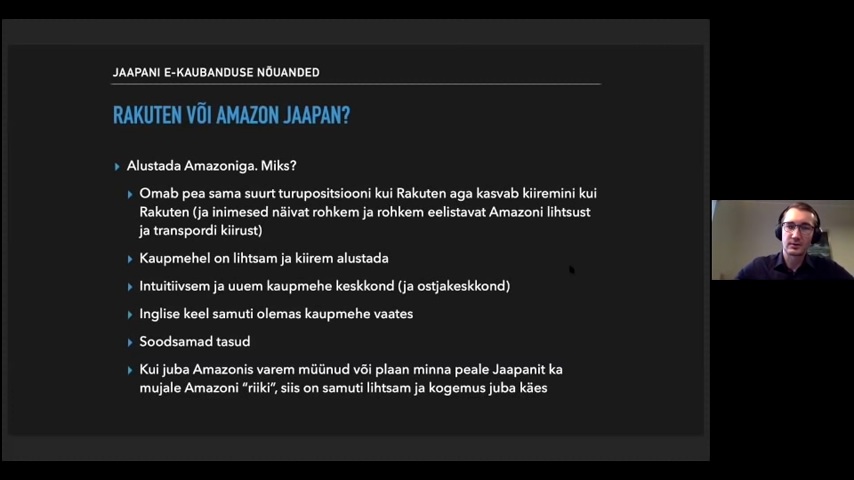 JAAPANI E-KAUBANDUSE NÕUANDED
RAKUTEN VÕI AMAZON JAAPAN?
Alustada Amazoniga. Miks?
Omab pea sama suurt turupositsiooni kui Rakuten aga kasvab kiiremini kui
Rakuten (ja inimesed näivat rohkem ja rohkem eelistavat Amazoni lihtsust
ja transpordi kiirust)
Kaupmehel on lihtsam ja kiirem alustada
Intuitiivsem ja uuem kaupmehe keskkond (ja ostjakeskkond)
Inglise keel samuti olemas kaupmehe vaates
Soodsamad tasud
Kui juba Amazonis varem müünud või plaan minna peale Jaapanit ka
mujale Amazoni “riiki”, siis on samuti lihtsam ja kogemus juba käes